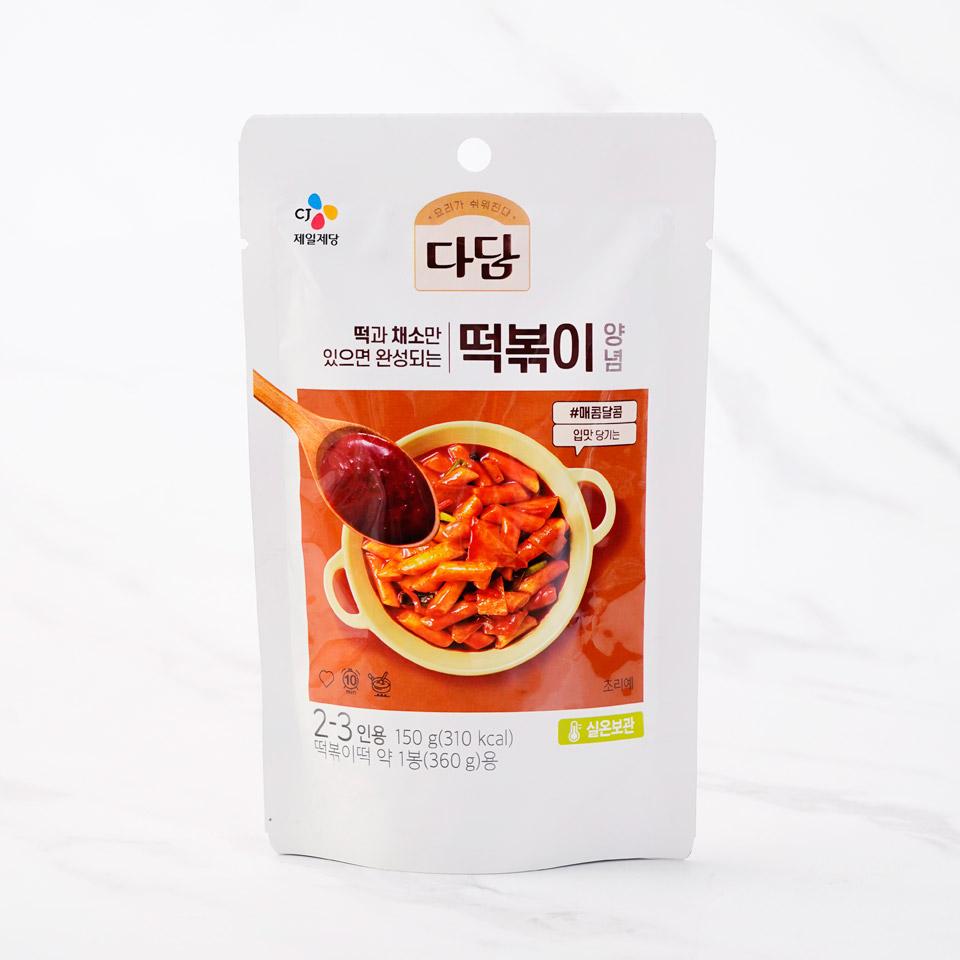 CJ
제일제당
요리가 쉬워진다
다담
떡과 채소만
있으면 완성되는
떡볶이 양념
#매콤달콤
입맛 당기는
10
min
조리예
2-3 인용 150 g(310 kcal)
떡볶이떡 약 1봉(360 g)용
실온보관